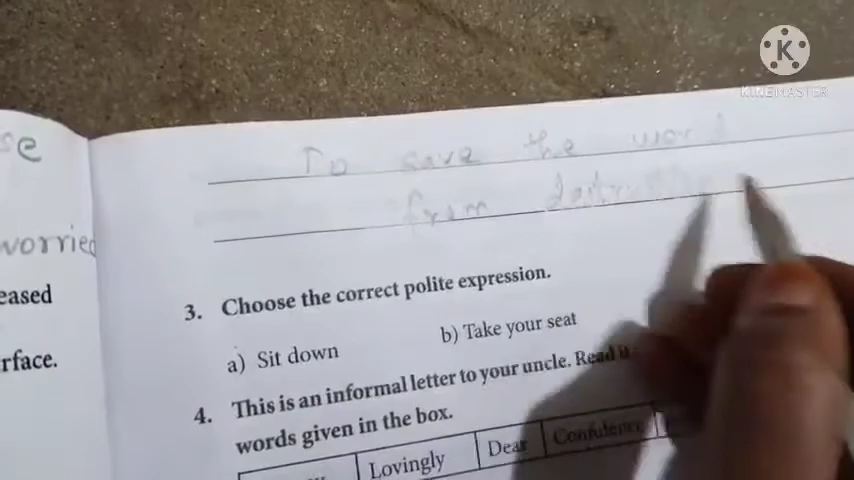 K
KINEMASTER
se
To save the worl
from
worried
eased
3. Choose the correct polite expression.
rface.
a) Sit down b) Take your seat
4. This is an informal letter to your uncle. Read it
words given in the box.
Lovingly Dear Confidence